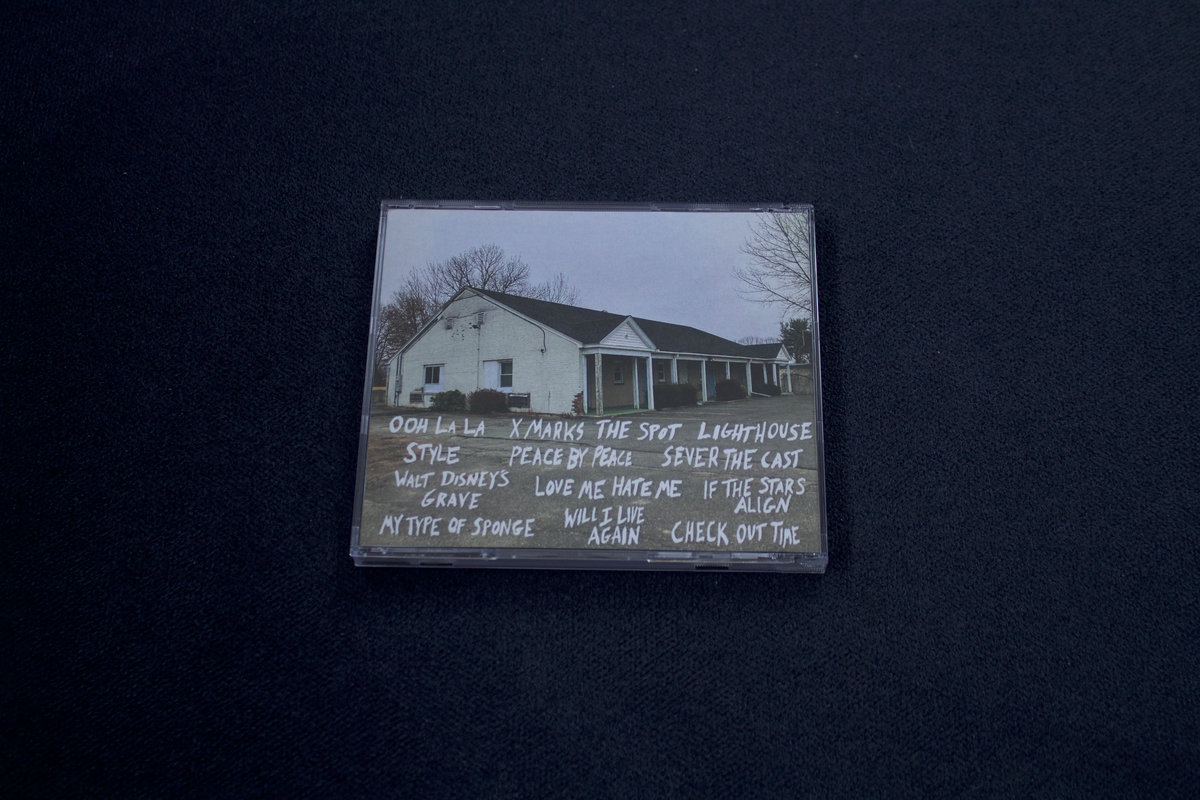 OOH LA LA X MARKS THE SPOT LIGHTHOUSE
STYLE PEACE BY PEACE SEVER THE CAST
WALT DISNEY'S GRAVE LOVE ME HATE ME IF THE STARS ALIGN
MY TYPE OF SPONGE WILL I LIVE AGAIN CHECK OUT TIME